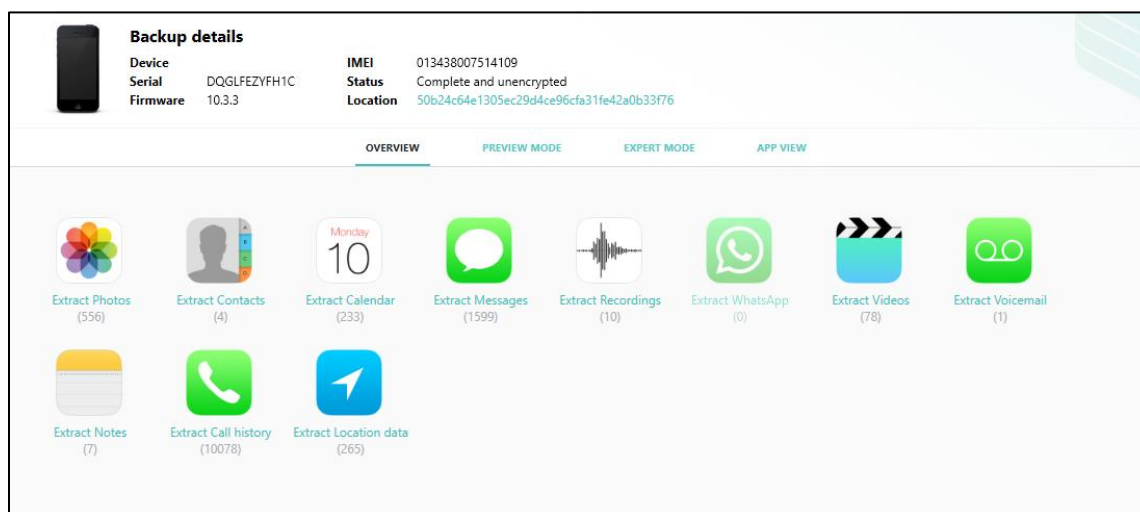 Backup details
Device
Serial DQGLFEZYFH1C
Firmware 10.3.3
IMEI 013438007514109
Status Complete and unencrypted
Location 50b24c64e1305ec29d4ce96cfa31fe42a0b33f76
OVERVIEW PREVIEW MODE EXPERT MODE APP VIEW
A
B
C
D
Monday
10
Extract Photos Extract Contacts Extract Calendar Extract Messages Extract Recordings Extract WhatsApp Extract Videos Extract Voicemail
(556) (4) (233) (1599) (10) (0) (78) (1)
Extract Notes Extract Call history Extract Location data
(7) (10078) (265)